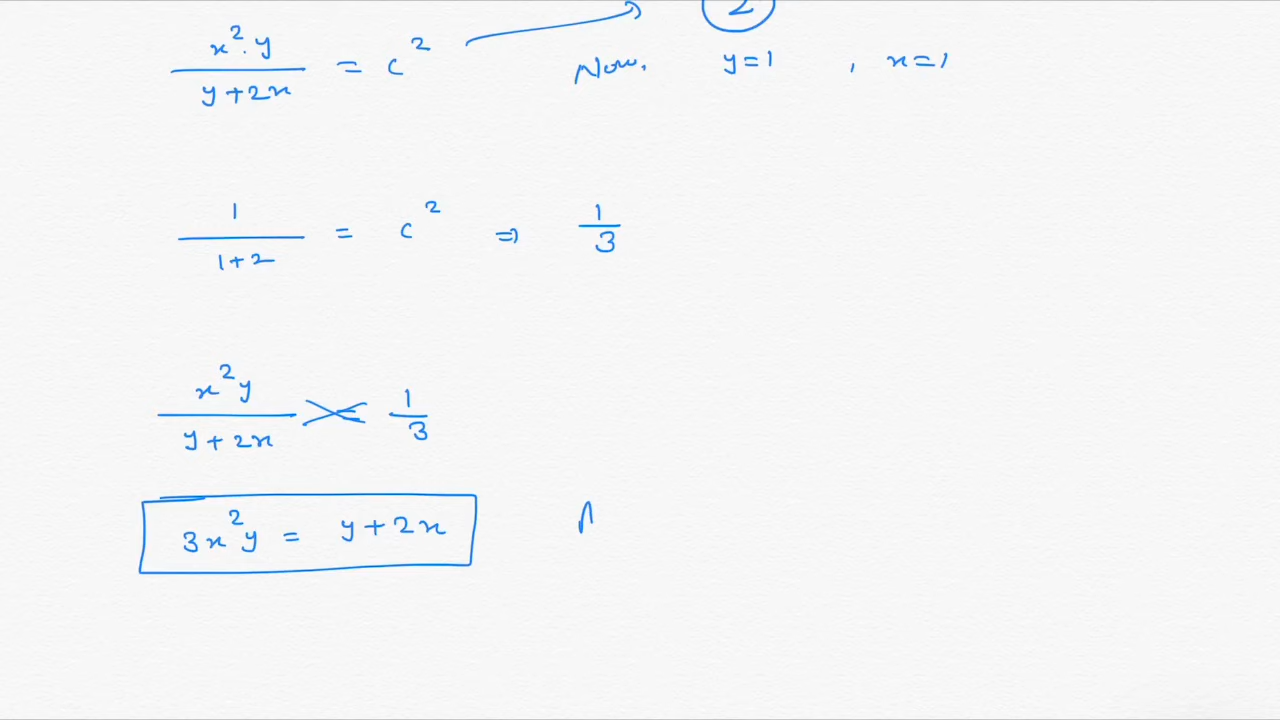 x². y / y+2x = c² → ②
Now, y=1 , x=1
1 / 1+2 = c² ⇒ 1/3
x²y / y+2x = 1/3
3x²y = y+2x